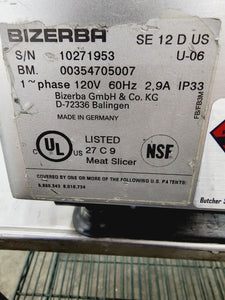 BIZERBA SE 12 D US
S/N 10271953 U-06
BM. 00354705007
1~phase 120V 60Hz 2,9A IP33
Bizerba GmbH & Co. KG
D-72336 Balingen
MADE IN GERMANY
FB/FB3M
UL
LISTED
27 C 9
Meat Slicer
NSF
COVERED BY ONE OR MORE OF THE FOLLOWING U.S. PATENTS:
Butcher